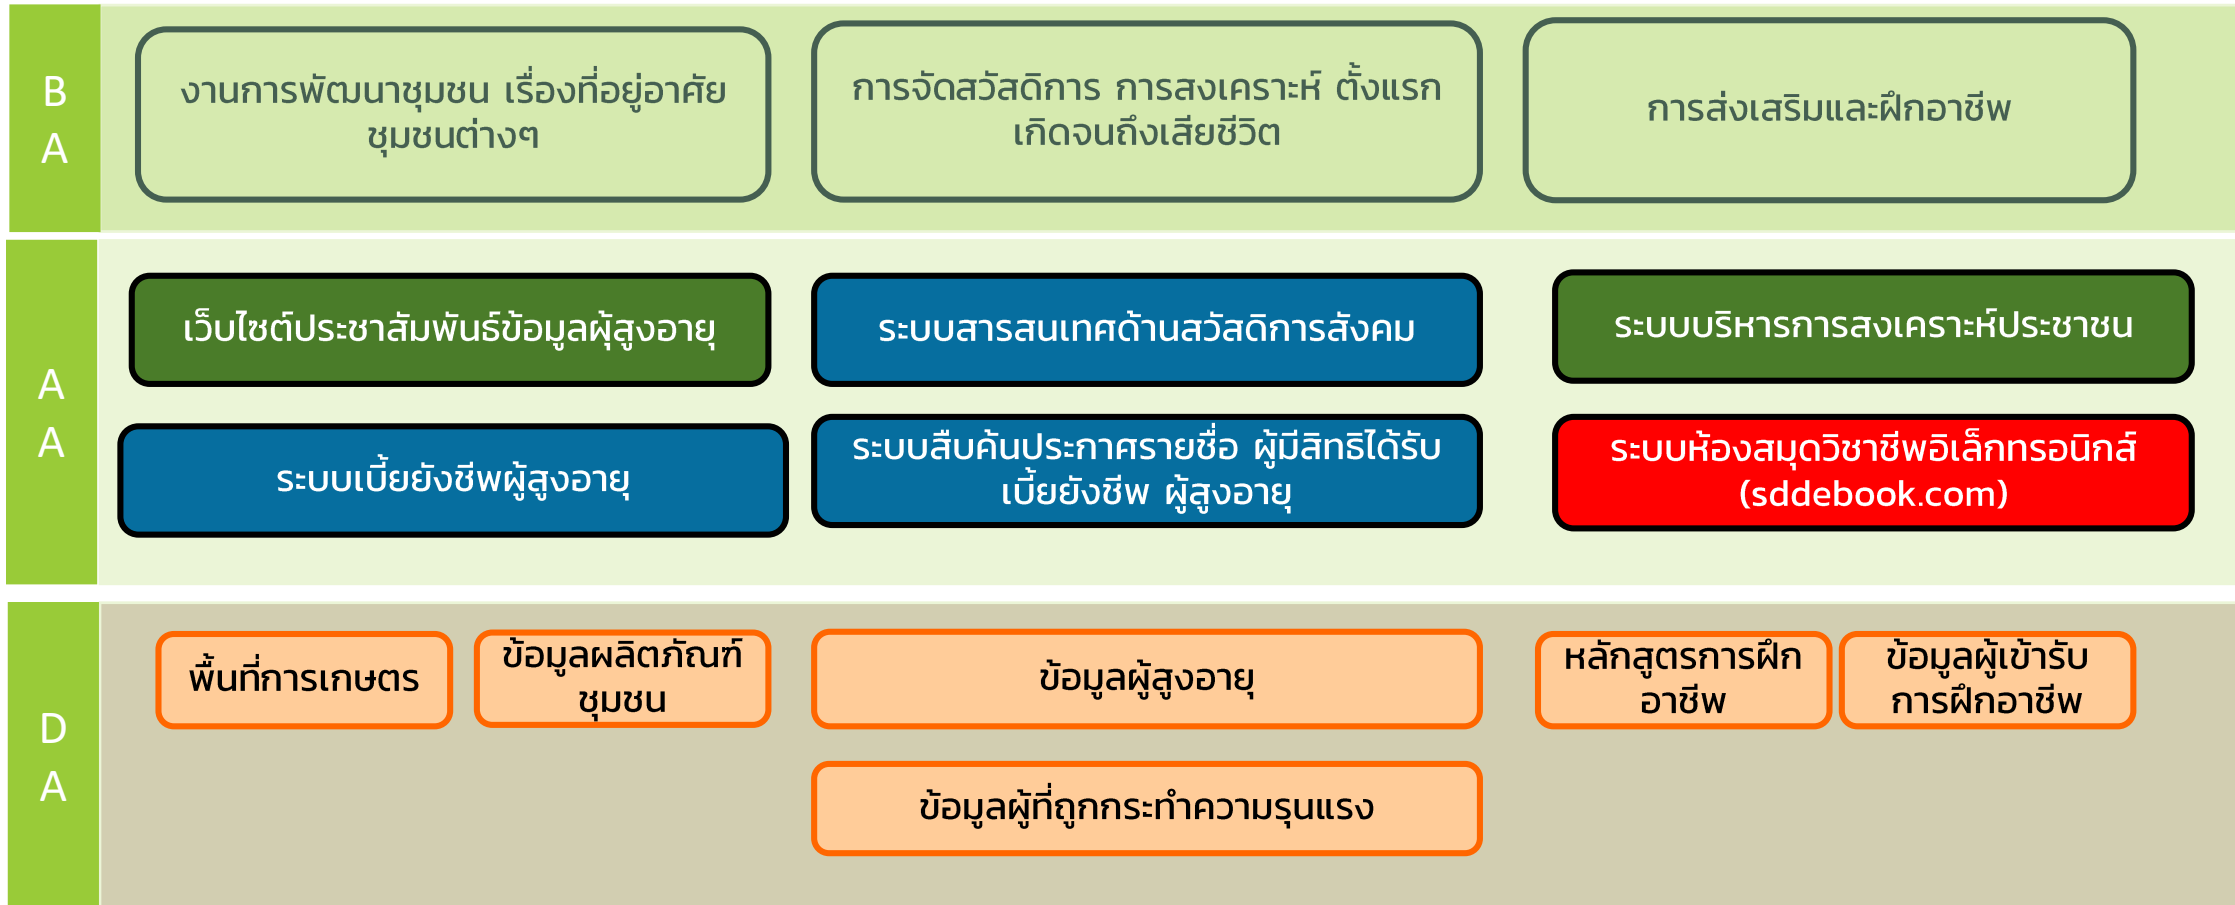 B
A
งานการพัฒนาชุมชน เรื่องที่อยู่อาศัย
ชุมชนต่างๆ
การจัดสวัสดิการ การสงเคราะห์ ตั้งแรก
เกิดจนถึงเสียชีวิต
การส่งเสริมและฝึกอาชีพ
A
A
เว็บไซต์ประชาสัมพันธ์ข้อมูลผุ้สูงอายุ
ระบบสารสนเทศด้านสวัสดิการสังคม
ระบบบริหารการสงเคราะห์ประชาชน
ระบบเบี้ยยังชีพผู้สูงอายุ
ระบบสืบค้นประกาศรายชื่อ ผู้มีสิทธิได้รับ
เบี้ยยังชีพ ผู้สูงอายุ
ระบบห้องสมุดวิชาชีพอิเล็กทรอนิกส์
(sddebook.com)
D
A
พื้นที่การเกษตร
ข้อมูลผลิตภัณฑ์
ชุมชน
ข้อมูลผู้สูงอายุ
หลักสูตรการฝึก
อาชีพ
ข้อมูลผู้เข้ารับ
การฝึกอาชีพ
ข้อมูลผู้ที่ถูกกระทำความรุนแรง